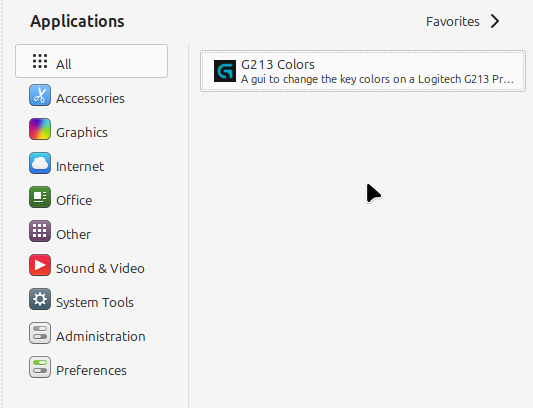 Applications
Favorites
All
G213 Colors
A gui to change the key colors on a Logitech G213 Pr...
Accessories
Graphics
Internet
Office
Other
Sound & Video
System Tools
Administration
Preferences